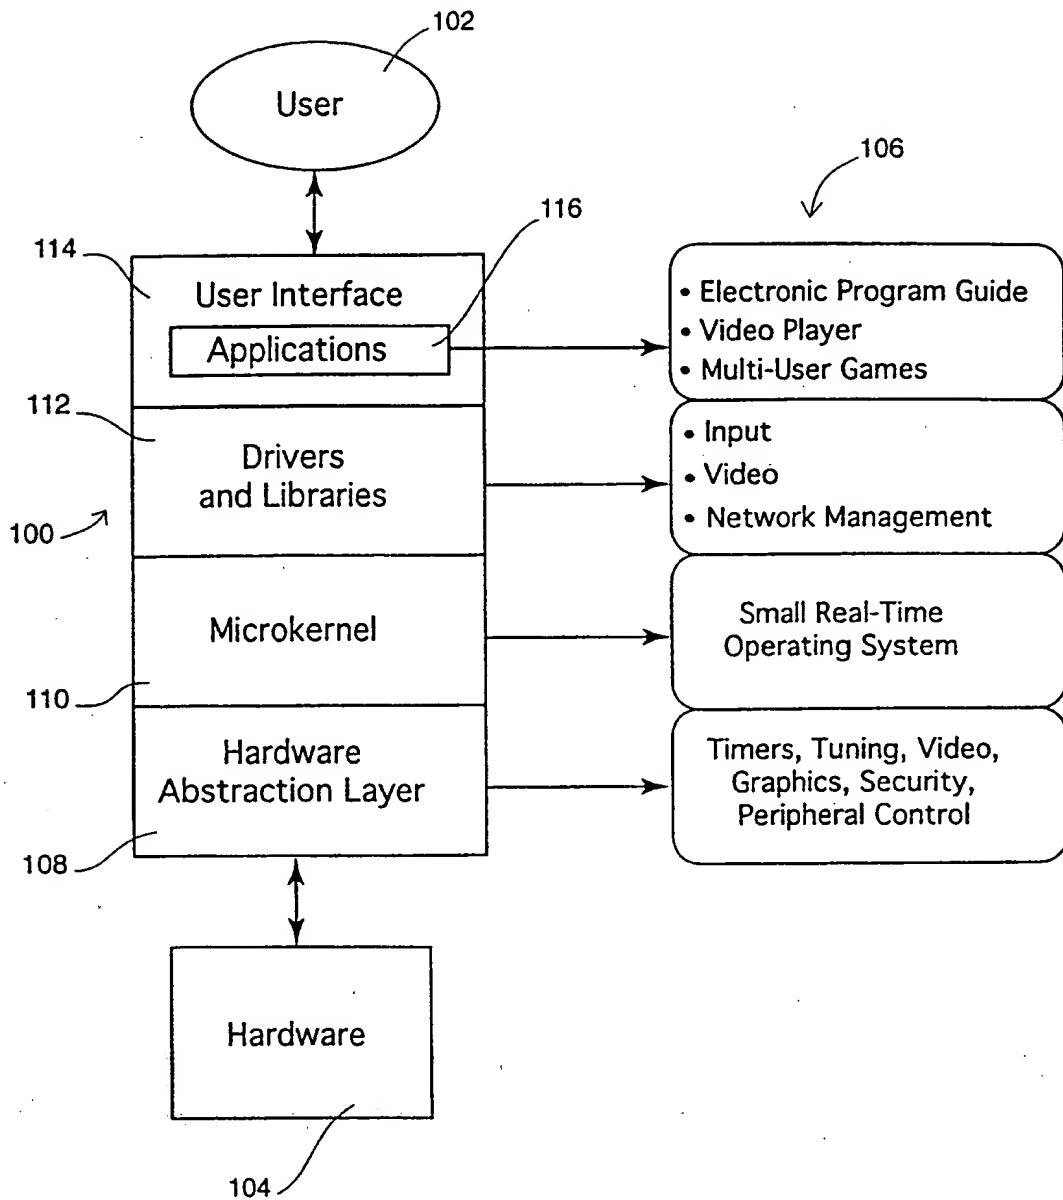 102
User
106
116
114
User Interface
Applications
• Electronic Program Guide
• Video Player
• Multi-User Games
112
Drivers
and Libraries
• Input
• Video
• Network Management
100
Microkernel
Small Real-Time
Operating System
110
Hardware
Abstraction Layer
Timers, Tuning, Video,
Graphics, Security,
Peripheral Control
108
Hardware
104